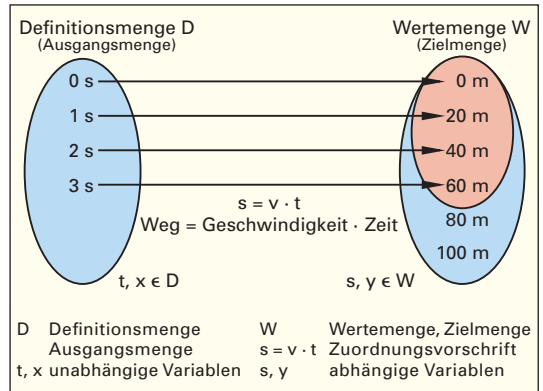 Definitionsmenge D Wertemenge W
(Ausgangsmenge) (Zielmenge)
0 s 0 m
1 s 20 m
2 s 40 m
3 s 60 m
s = v · t
Weg = Geschwindigkeit · Zeit 80 m
100 m
t, x ϵ D s, y ϵ W
D Definitionsmenge W Wertemenge, Zielmenge
Ausgangsmenge s = v · t Zuordnungsvorschrift
t, x unabhängige Variablen s, y abhängige Variablen